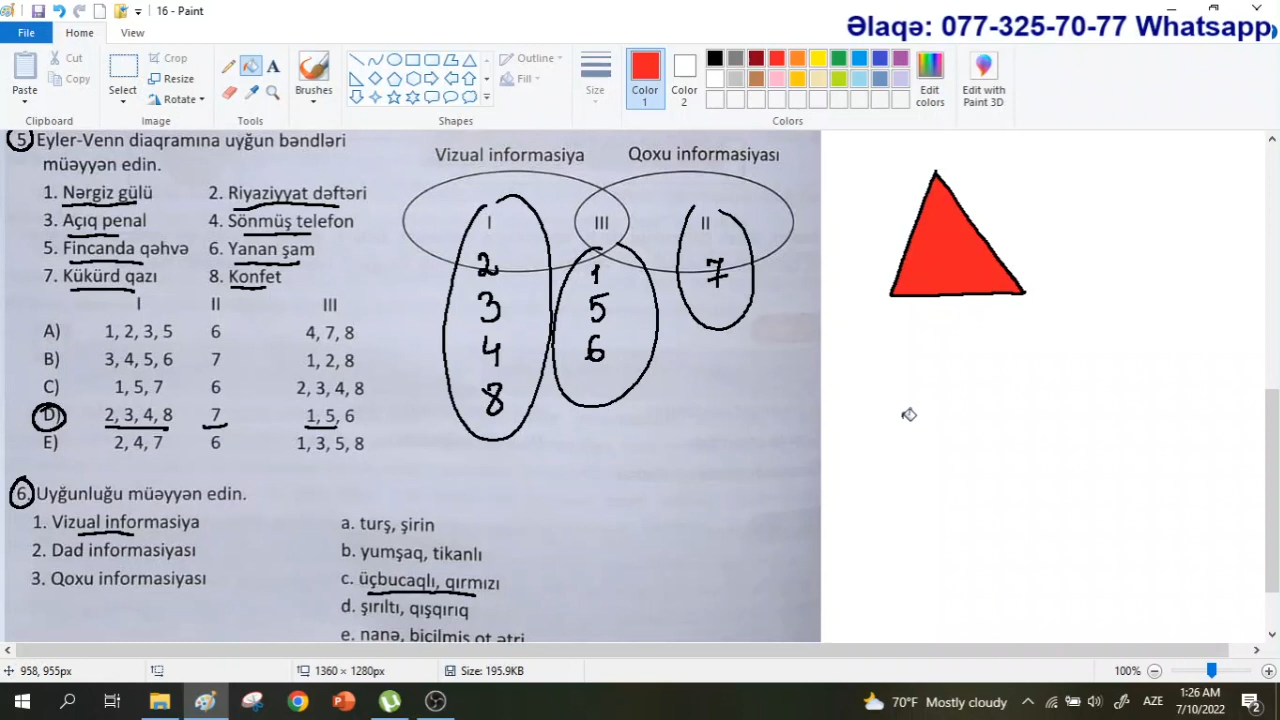 16 - Paint
Əlaqə: 077-325-70-77 Whatsapp
File Home View
Paste
Cut
Copy
Clipboard
Select
Crop
Resize
Rotate
Image
A
Tools
Brushes
Outline
Fill
Shapes
Size
Color 1
Color 2
Edit colors
Edit with Paint 3D
Colors
5. Eyler-Venn diaqramına uyğun bəndləri
müəyyən edin.
1. Nərgiz gülü 2. Riyaziyyat dəftəri
3. Açıq penal 4. Sönmüş telefon
5. Fincanda qəhvə 6. Yanan şam
7. Kükürd qazı 8. Konfet
I II III
A) 1, 2, 3, 5 6 4, 7, 8
B) 3, 4, 5, 6 7 1, 2, 8
C) 1, 5, 7 6 2, 3, 4, 8
D) 2, 3, 4, 8 7 1, 5, 6
E) 2, 4, 7 6 1, 3, 5, 8
Vizual informasiya Qoxu informasiyası
I III II
2 1 7
3 5
4 6
8
6. Uyğunluğu müəyyən edin.
1. Vizual informasiya a. turş, şirin
2. Dad informasiyası b. yumşaq, tikanlı
3. Qoxu informasiyası c. üçbucaqlı, qırmızı
d. şırıltı, qışqırıq
e. nanə, biçilmiş ot ətri
958, 955px 1360 × 1280px Size: 195.9KB 100%
70°F Mostly cloudy AZE 1:26 AM
7/10/2022 2